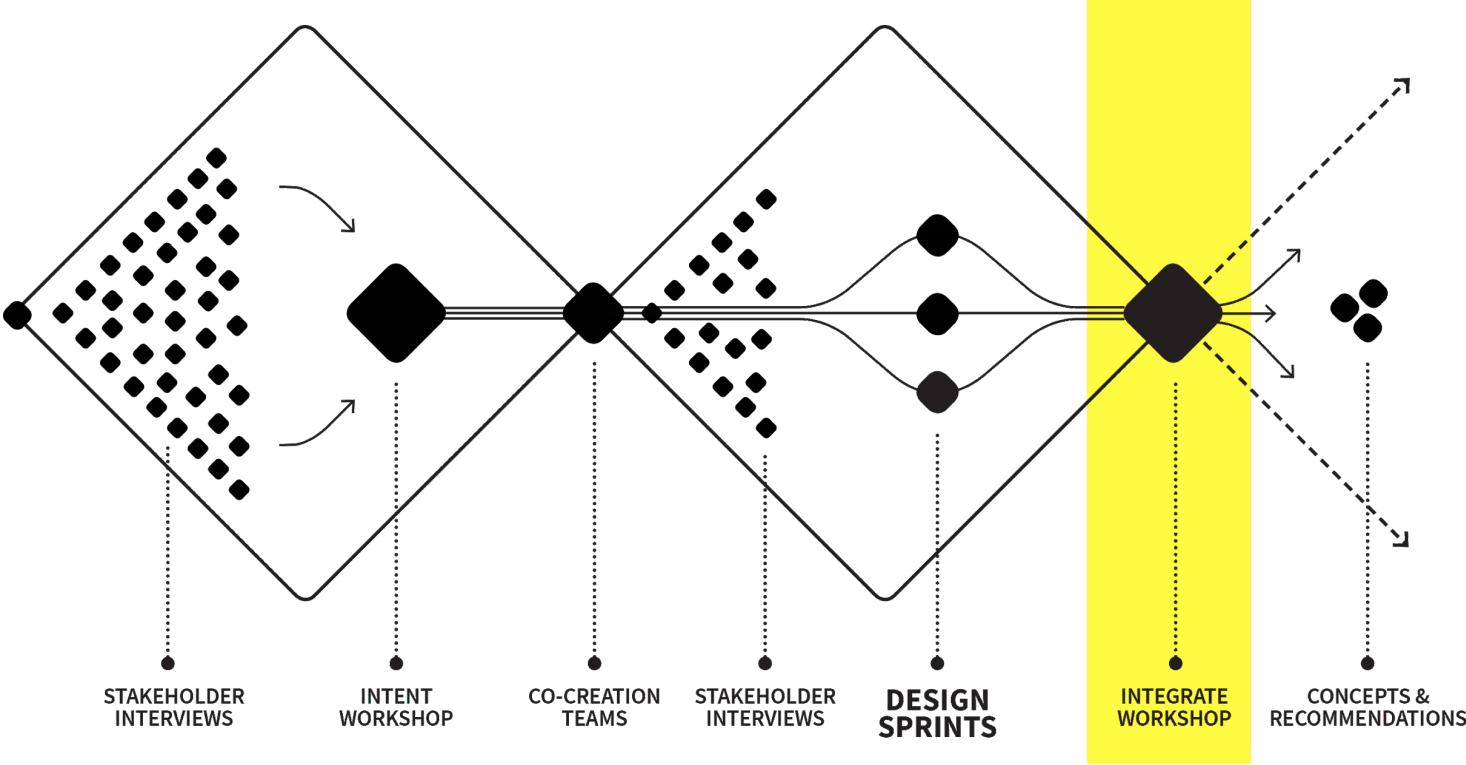 STAKEHOLDER
INTERVIEWS
INTENT
WORKSHOP
CO-CREATION
TEAMS
STAKEHOLDER
INTERVIEWS
DESIGN
SPRINTS
INTEGRATE
WORKSHOP
CONCEPTS &
RECOMMENDATIONS